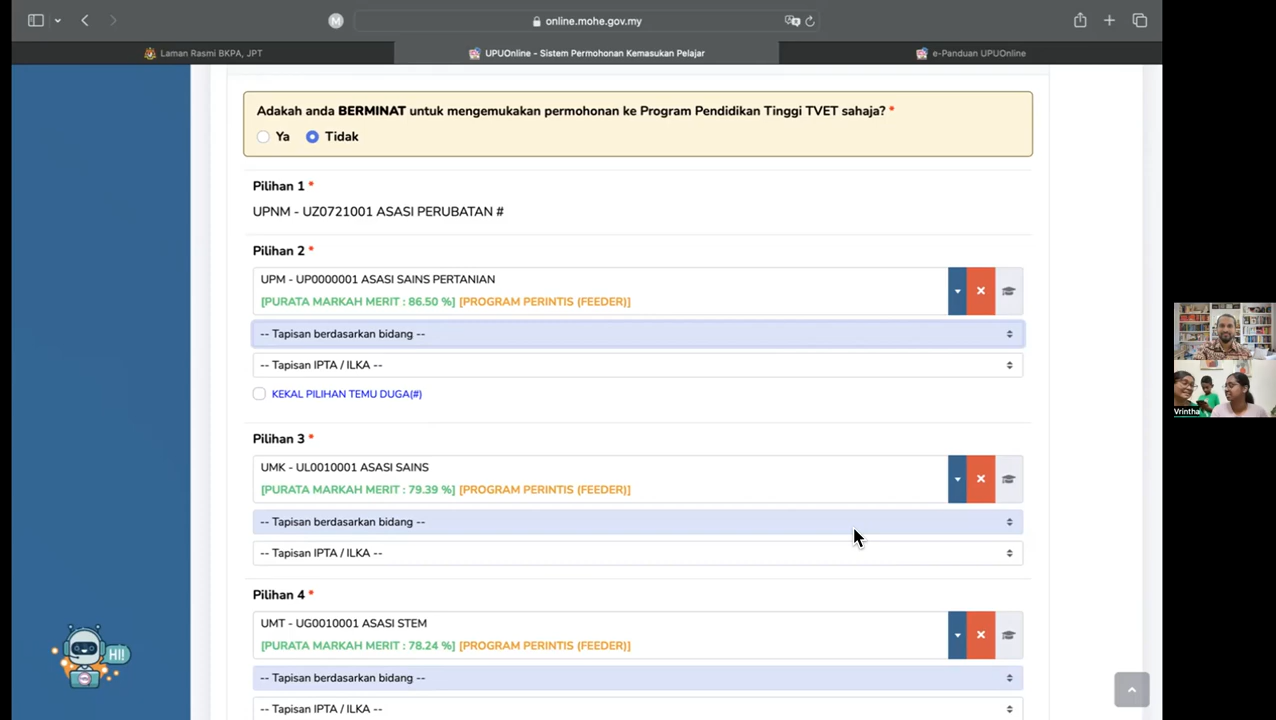 M
online.mohe.gov.my
Laman Rasmi BKPA, JPT
UPUOnline - Sistem Permohonan Kemasukan Pelajar
e-Panduan UPUOnline
Adakah anda BERMINAT untuk mengemukakan permohonan ke Program Pendidikan Tinggi TVET sahaja? *
Ya Tidak
Pilihan 1 *
UPNM - UZ0721001 ASASI PERUBATAN #
Pilihan 2 *
UPM - UP0000001 ASASI SAINS PERTANIAN
[PURATA MARKAH MERIT : 86.50 %] [PROGRAM PERINTIS (FEEDER)]
-- Tapisan berdasarkan bidang --
-- Tapisan IPTA / ILKA --
KEKAL PILIHAN TEMU DUGA(#)
Pilihan 3 *
UMK - UL0010001 ASASI SAINS
[PURATA MARKAH MERIT : 79.39 %] [PROGRAM PERINTIS (FEEDER)]
-- Tapisan berdasarkan bidang --
-- Tapisan IPTA / ILKA --
Pilihan 4 *
UMT - UG0010001 ASASI STEM
[PURATA MARKAH MERIT : 78.24 %] [PROGRAM PERINTIS (FEEDER)]
-- Tapisan berdasarkan bidang --
-- Tapisan IPTA / ILKA --
HI!
Vrintha